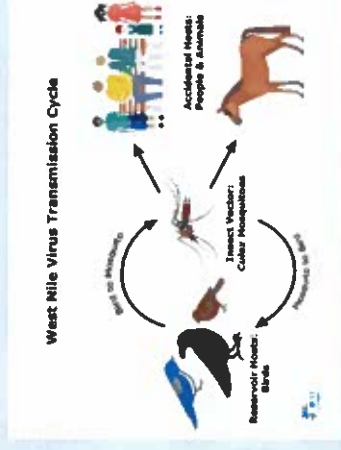 West Nile Virus Transmission Cycle
Bird to Mosquito
Accidental Hosts:
People & Animals
Insect Vector:
Culex Mosquitoes
Mosquito to Bird
Reservoir Hosts:
Birds